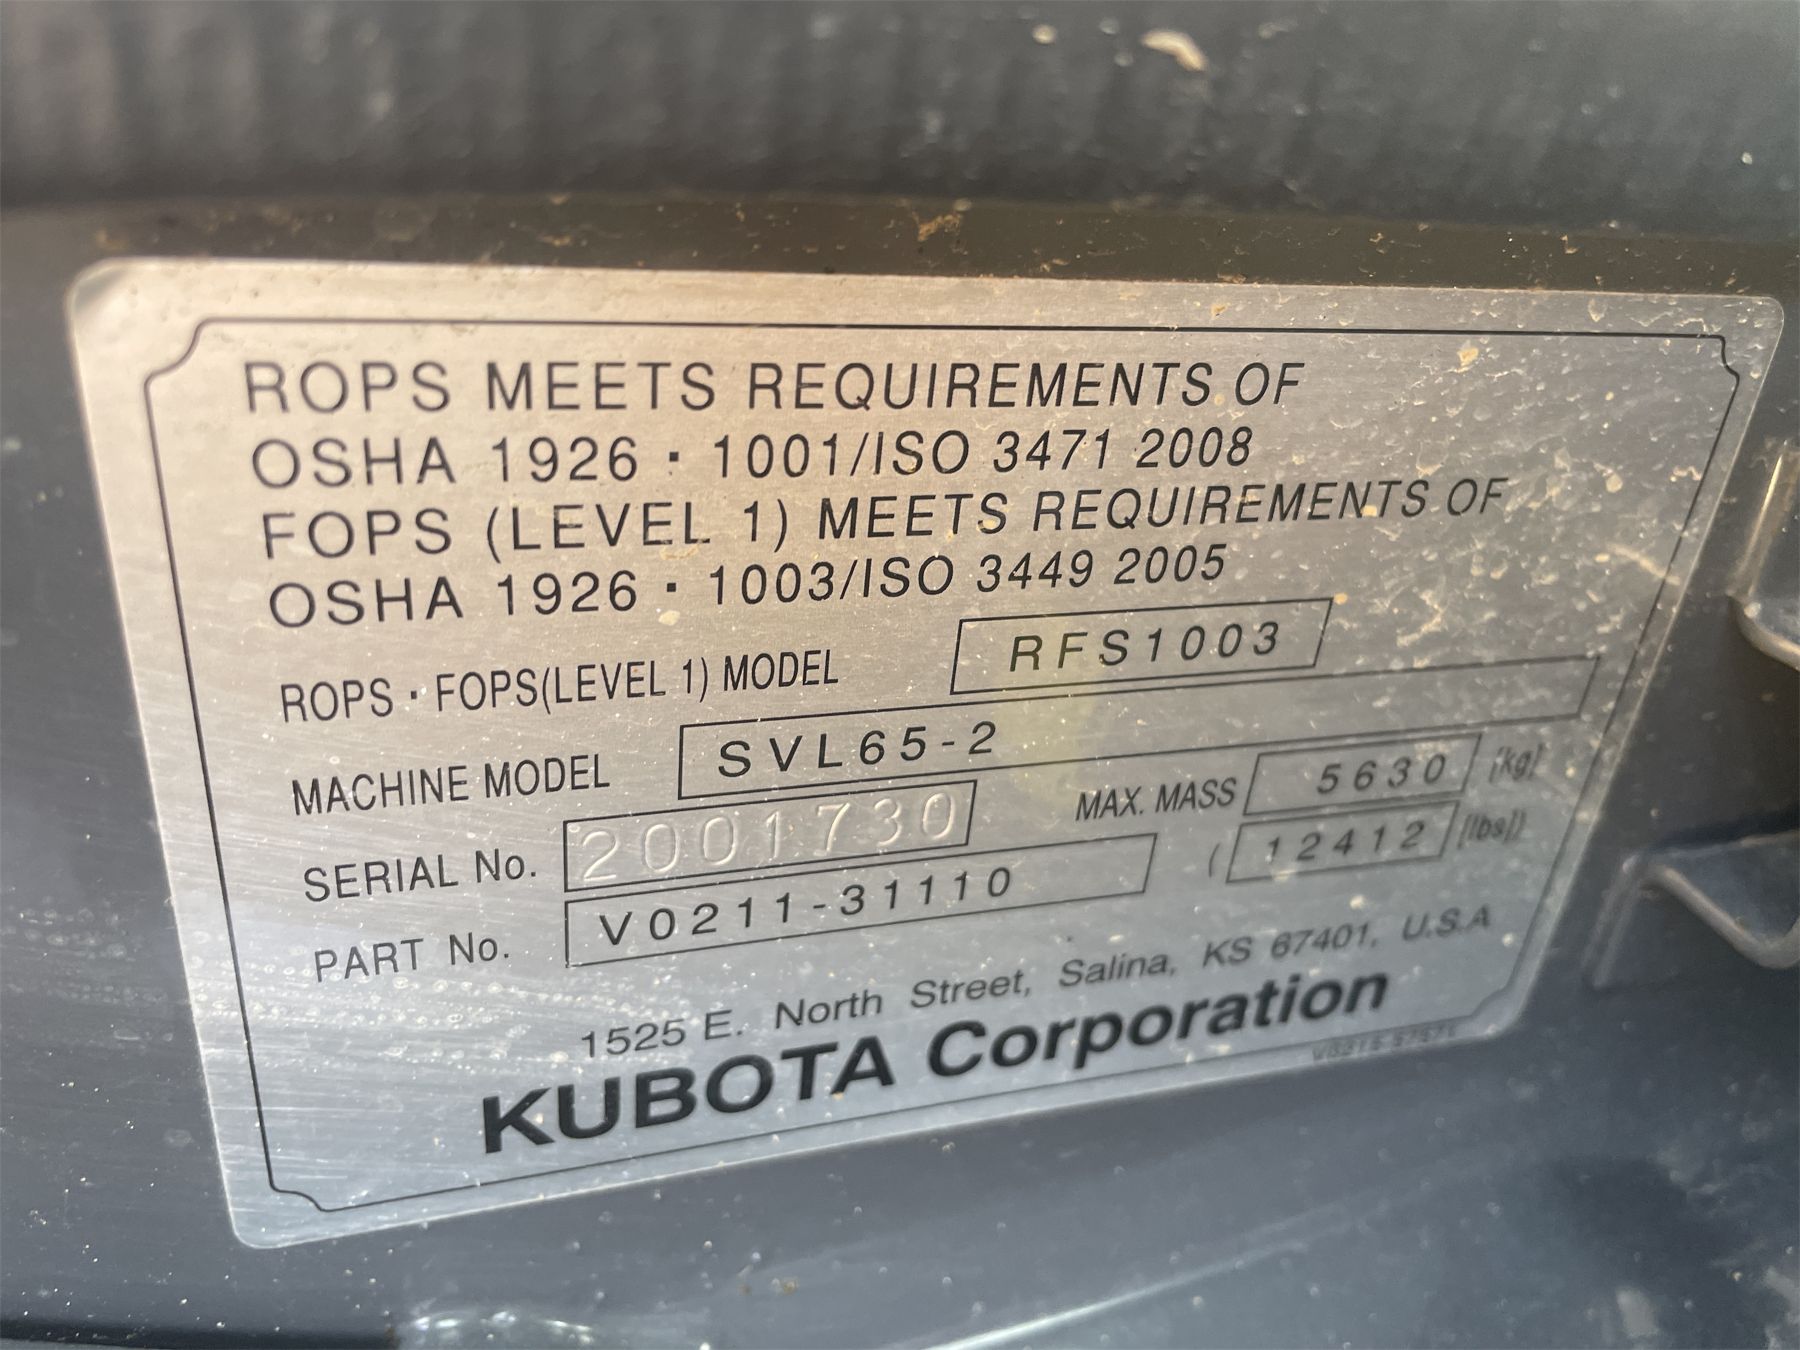 ROPS MEETS REQUIREMENTS OF
OSHA 1926 · 1001/ISO 3471 2008
FOPS (LEVEL 1) MEETS REQUIREMENTS OF
OSHA 1926 · 1003/ISO 3449 2005
ROPS · FOPS(LEVEL 1) MODEL RFS1003
MACHINE MODEL SVL65-2
SERIAL No. 2001730 MAX. MASS 5630 (kg)
PART No. V0211-31110 (12412 [lbs])
1525 E. North Street, Salina, KS 67401, U.S.A
KUBOTA Corporation